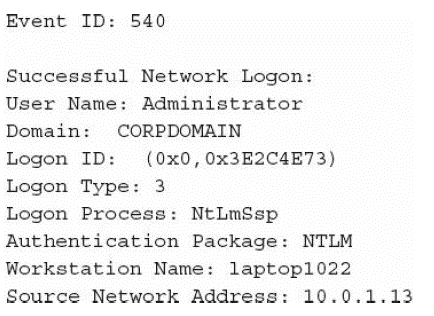 Event ID: 540
Successful Network Logon:
User Name: Administrator
Domain: CORPDOMAIN
Logon ID: (0x0,0x3E2C4E73)
Logon Type: 3
Logon Process: NtLmSsp
Authentication Package: NTLM
Workstation Name: laptop1022
Source Network Address: 10.0.1.13